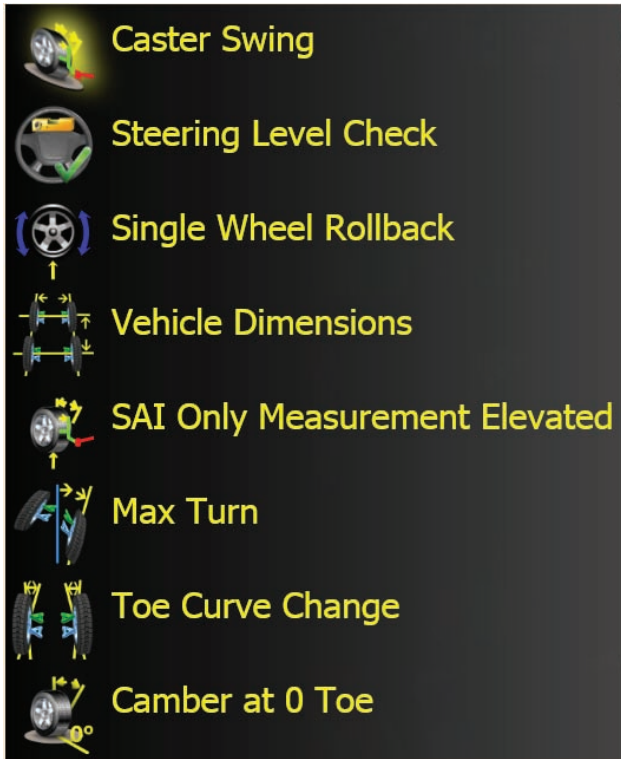 Caster Swing
Steering Level Check
Single Wheel Rollback
Vehicle Dimensions
SAI Only Measurement Elevated
Max Turn
Toe Curve Change
Camber at 0 Toe
0°